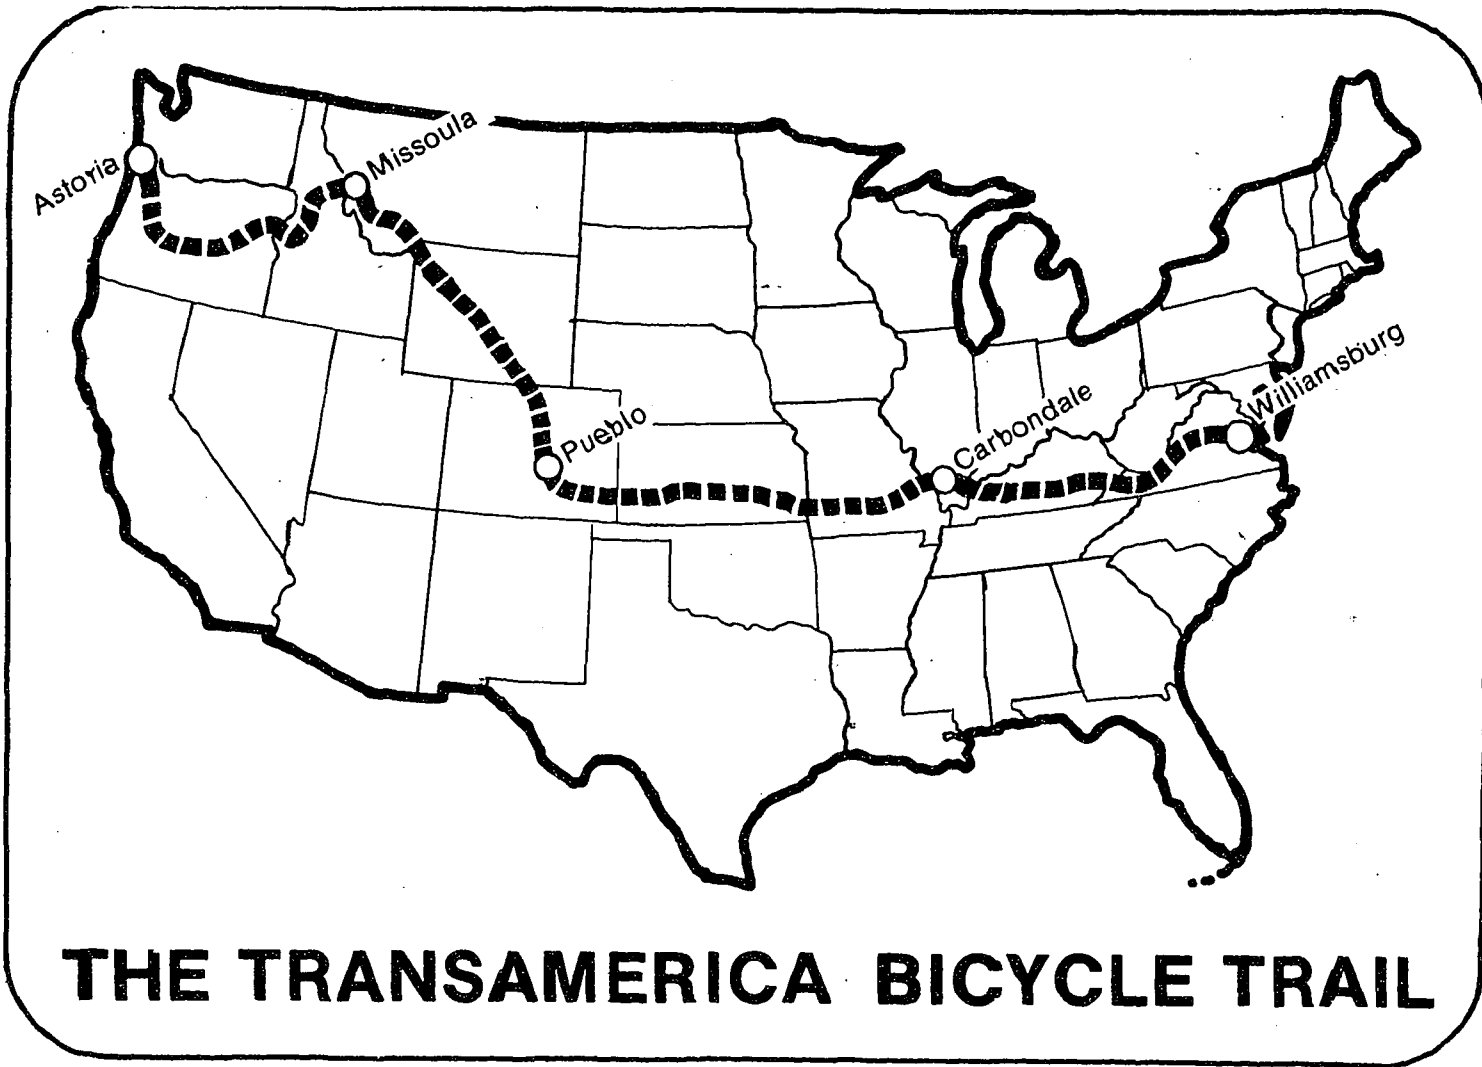 Astoria
Missoula
Pueblo
Carbondale
Williamsburg
THE TRANSAMERICA BICYCLE TRAIL